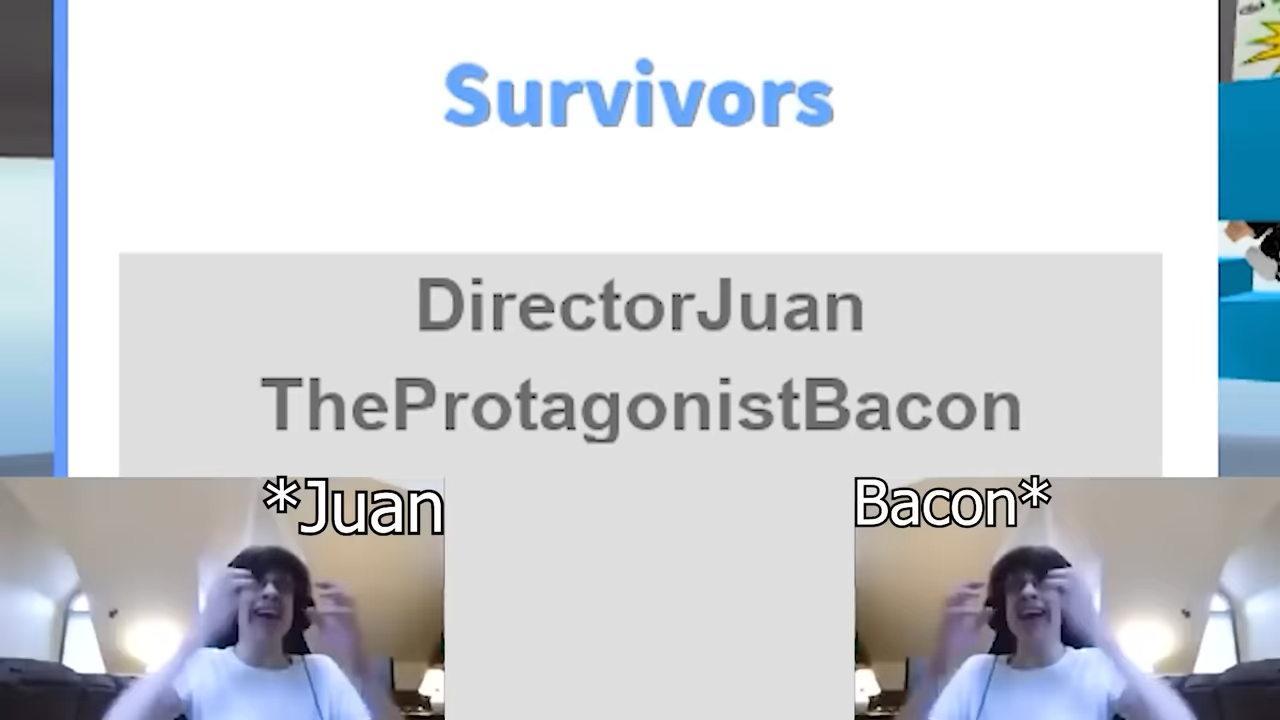 Survivors
DirectorJuan
TheProtagonistBacon
*Juan
Bacon*